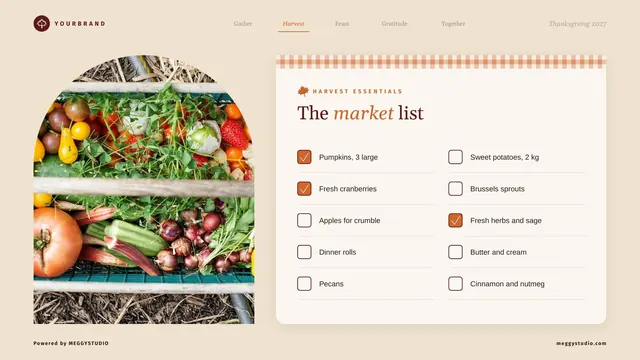 YOURBRAND
Gather
Harvest
Feast
Gratitude
Together
Thanksgiving 2027
HARVEST ESSENTIALS
The market list
Pumpkins, 3 large
Sweet potatoes, 2 kg
Fresh cranberries
Brussels sprouts
Apples for crumble
Fresh herbs and sage
Dinner rolls
Butter and cream
Pecans
Cinnamon and nutmeg
Powered by MEGGYSTUDIO
meggystudio.com